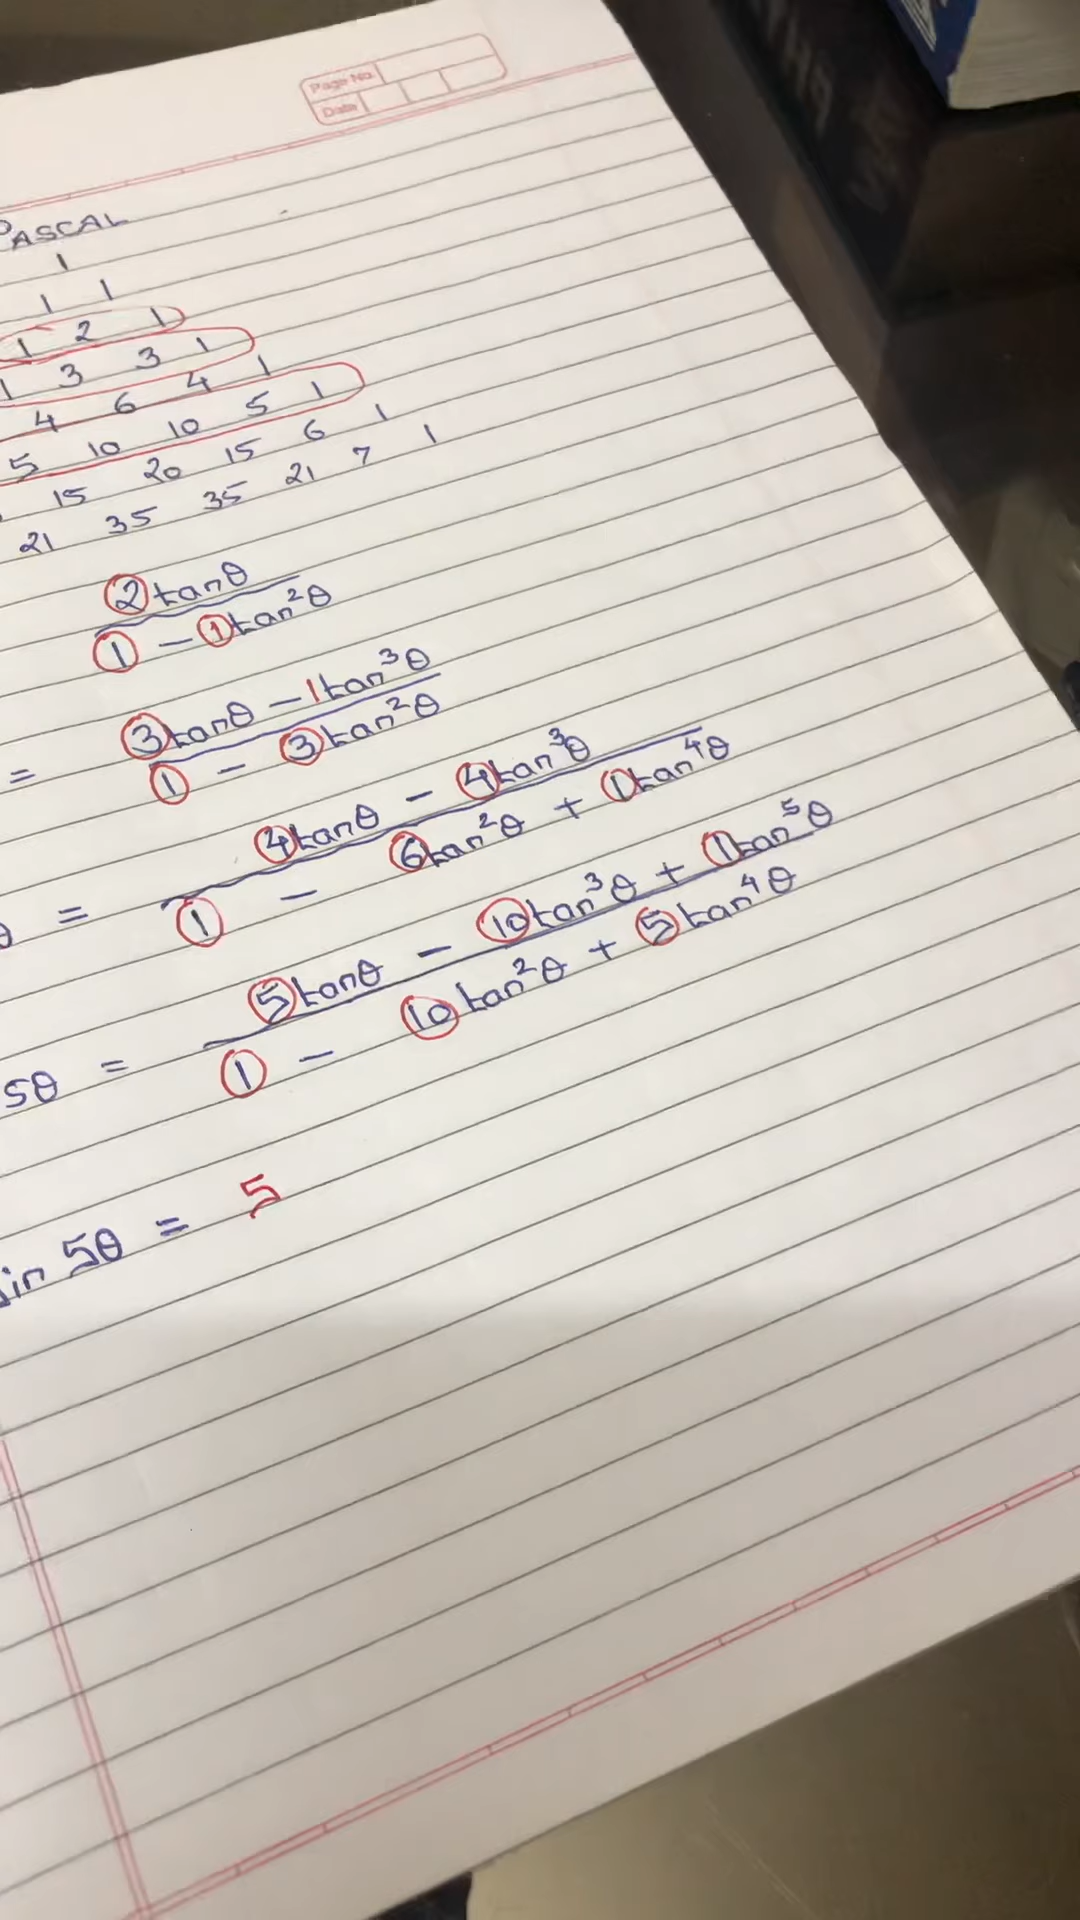 Page No.
Date
PASCAL
1
1 1
1 2 1
1 3 3 1
4 6 4 1
5 10 10 5 1
15 20 15 6 1
21 35 35 21 7 1
2tanθ
1 - 1tan²θ
3tanθ - 1tan³θ
=
1 - 3tan²θ
4tanθ - 4tan³θ
θ =
1 - 6tan²θ + 1tan⁴θ
5tanθ - 10tan³θ + 1tan⁵θ
5θ =
1 - 10tan²θ + 5tan⁴θ
sin 5θ = 5